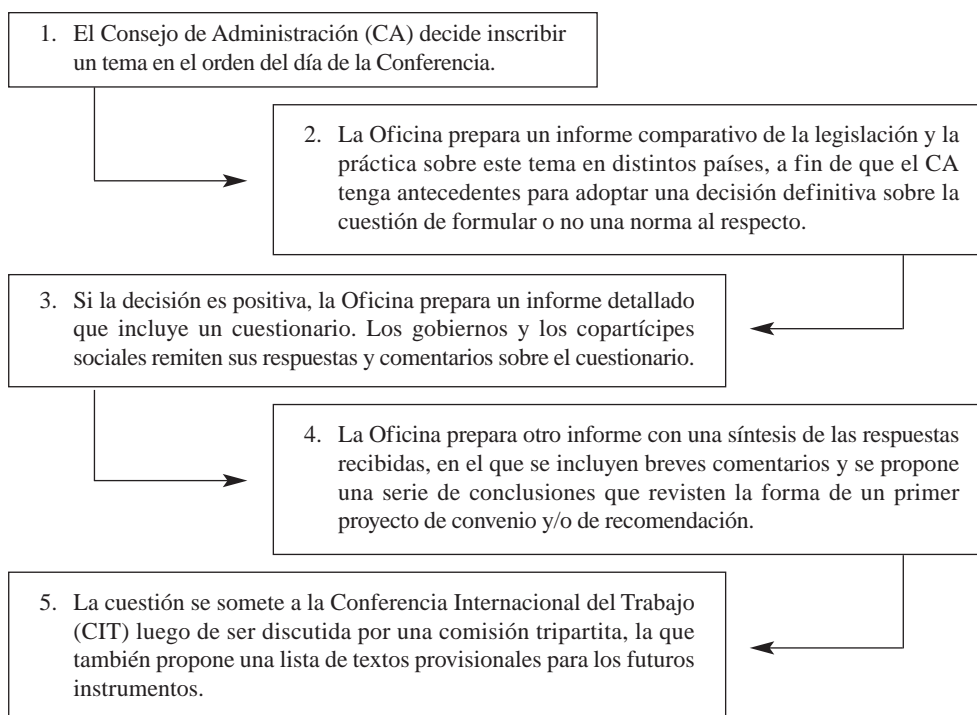 1. El Consejo de Administración (CA) decide inscribir
un tema en el orden del día de la Conferencia.
2. La Oficina prepara un informe comparativo de la legislación y la
práctica sobre este tema en distintos países, a fin de que el CA
tenga antecedentes para adoptar una decisión definitiva sobre la
cuestión de formular o no una norma al respecto.
3. Si la decisión es positiva, la Oficina prepara un informe detallado
que incluye un cuestionario. Los gobiernos y los copartícipes
sociales remiten sus respuestas y comentarios sobre el cuestionario.
4. La Oficina prepara otro informe con una síntesis de las respuestas
recibidas, en el que se incluyen breves comentarios y se propone
una serie de conclusiones que revisten la forma de un primer
proyecto de convenio y/o de recomendación.
5. La cuestión se somete a la Conferencia Internacional del Trabajo
(CIT) luego de ser discutida por una comisión tripartita, la que
también propone una lista de textos provisionales para los futuros
instrumentos.